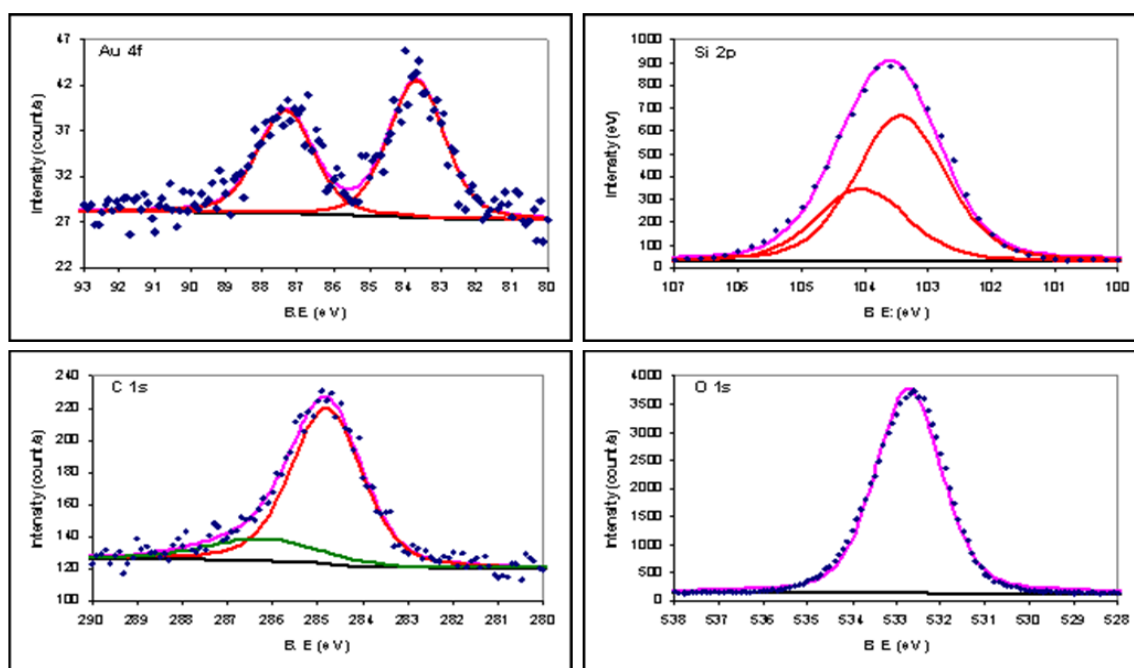 Au 4f
Intensity (count/s)
47
42
37
32
27
22
93 92 91 90 89 88 87 86 85 84 83 82 81 80
B.E. (eV)
Si 2p
Intensity (eV)
1000
900
800
700
600
500
400
300
200
100
0
107 106 105 104 103 102 101 100
B.E: (eV)
C 1s
Intensity (count/s)
240
220
200
180
160
140
120
100
290 289 288 287 286 285 284 283 282 281 280
B.E. (eV)
O 1s
Intensity (count/s)
4000
3500
3000
2500
2000
1500
1000
500
0
538 537 536 535 534 533 532 531 530 529 528
B.E. (eV)